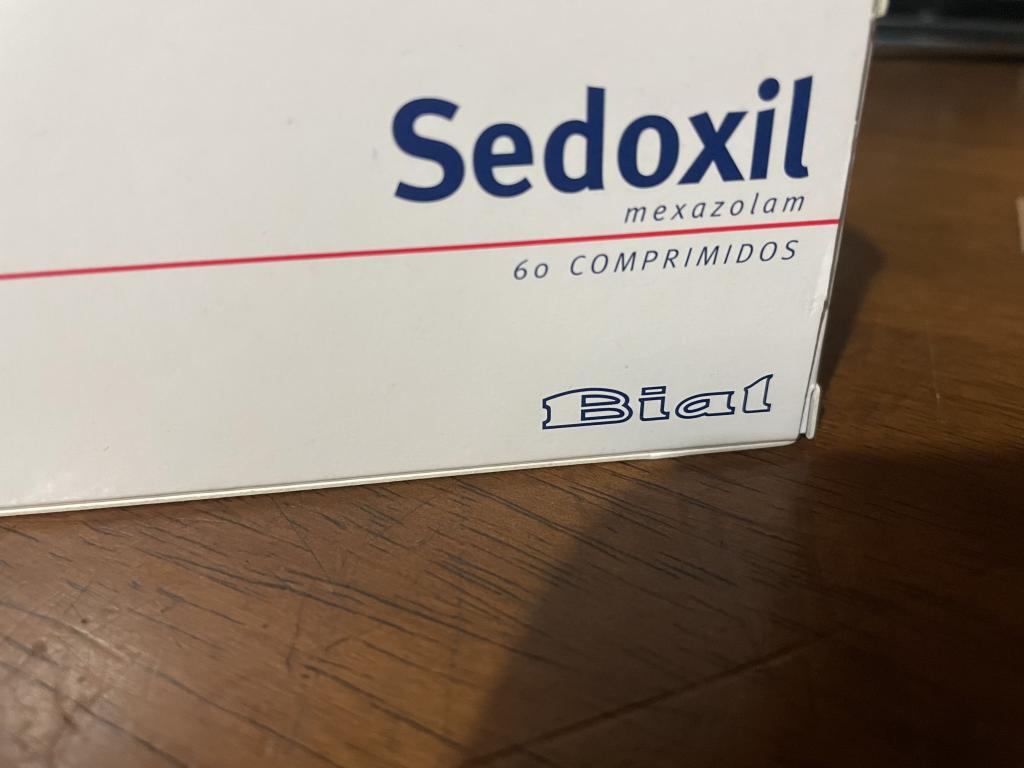 Sedoxil
mexazolam
60 COMPRIMIDOS
Bial